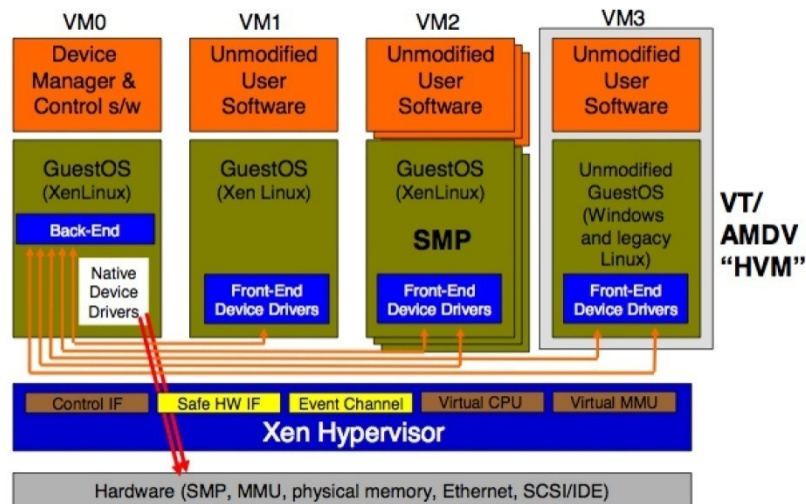 VM0
VM1
VM2
VM3
Device
Manager &
Control s/w
Unmodified
User
Software
Unmodified
User
Software
Unmodified
User
Software
GuestOS
(XenLinux)
Back-End
Native
Device
Drivers
GuestOS
(Xen Linux)
Front-End
Device Drivers
GuestOS
(XenLinux)
SMP
Front-End
Device Drivers
Unmodified
GuestOS
(Windows
and legacy
Linux)
Front-End
Device Drivers
VT/
AMDV
“HVM”
Control IF
Safe HW IF
Event Channel
Virtual CPU
Virtual MMU
Xen Hypervisor
Hardware (SMP, MMU, physical memory, Ethernet, SCSI/IDE)